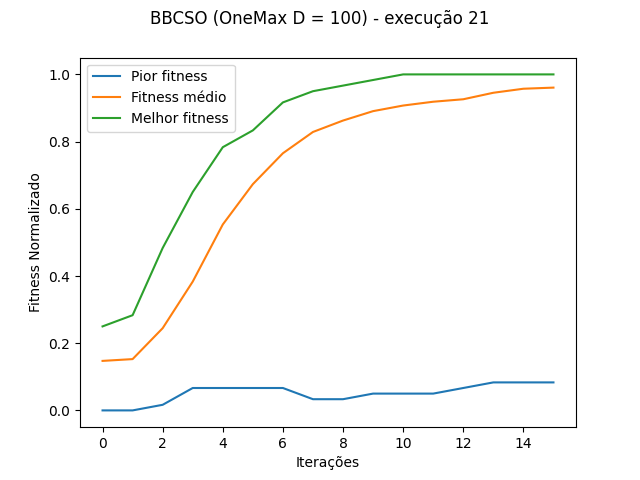 BBCSO (OneMax D = 100) - execução 21
Pior fitness
Fitness médio
Melhor fitness
Fitness Normalizado
1.0
0.8
0.6
0.4
0.2
0.0
0 2 4 6 8 10 12 14
Iterações